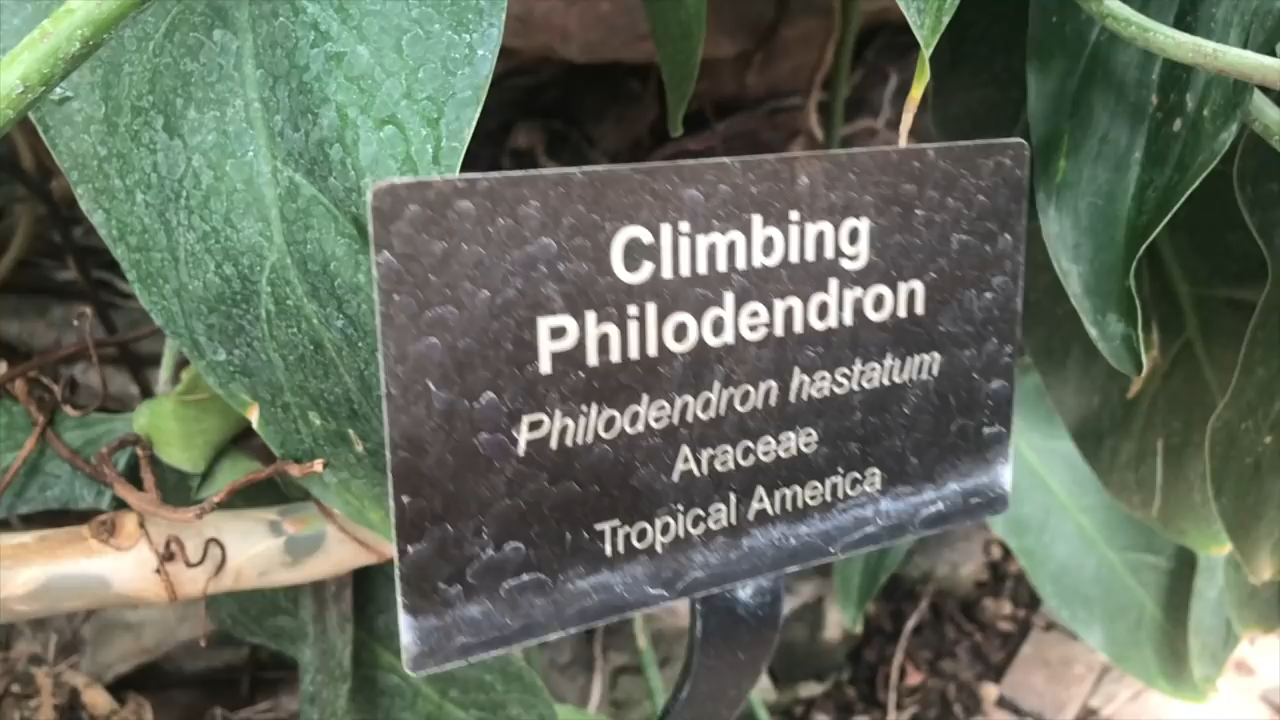 Climbing
Philodendron
Philodendron hastatum
Araceae
Tropical America